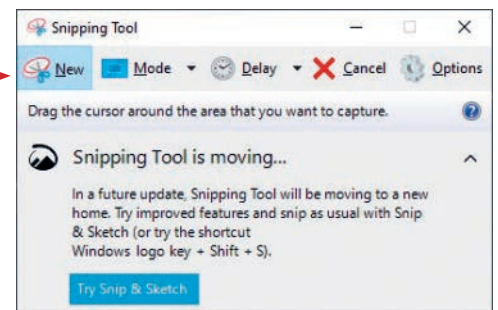 Snipping Tool
New Mode Delay Cancel Options
Drag the cursor around the area that you want to capture.
Snipping Tool is moving...
In a future update, Snipping Tool will be moving to a new
home. Try improved features and snip as usual with Snip
& Sketch (or try the shortcut
Windows logo key + Shift + S).
Try Snip & Sketch